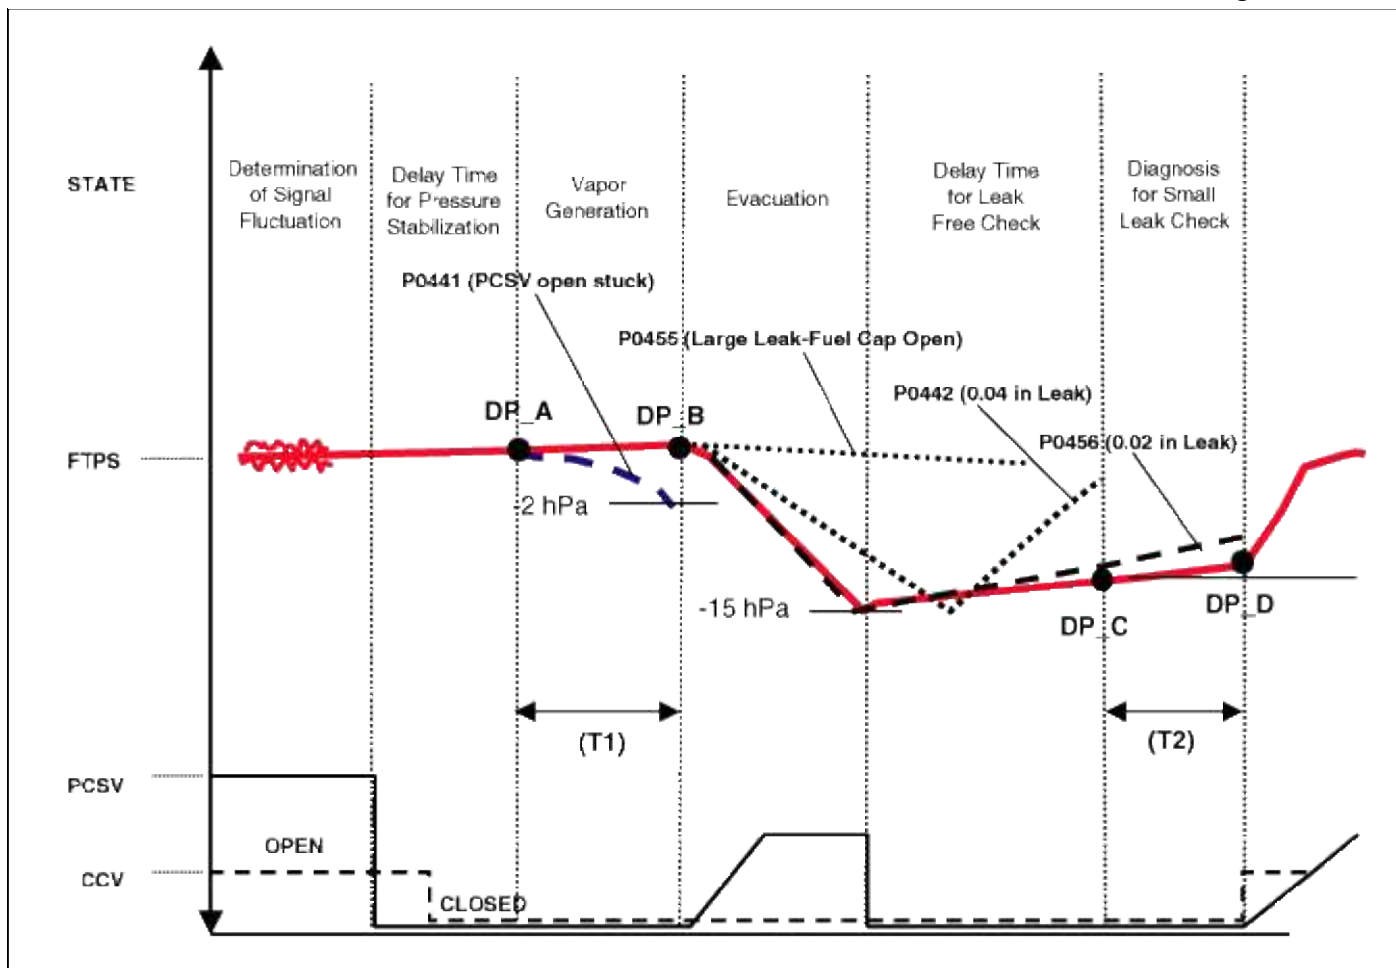 STATE
Determination
of Signal
Fluctuation
Delay Time
for Pressure
Stabilization
Vapor
Generation
Evacuation
Delay Time
for Leak
Free Check
Diagnosis
for Small
Leak Check
P0441 (PCSV open stuck)
P0455 (Large Leak-Fuel Cap Open)
P0442 (0.04 in Leak)
P0456 (0.02 in Leak)
DP_A
DP_B
FTPS
-2 hPa
-15 hPa
DP_C
DP_D
(T1)
(T2)
PCSV
OPEN
CCV
CLOSED